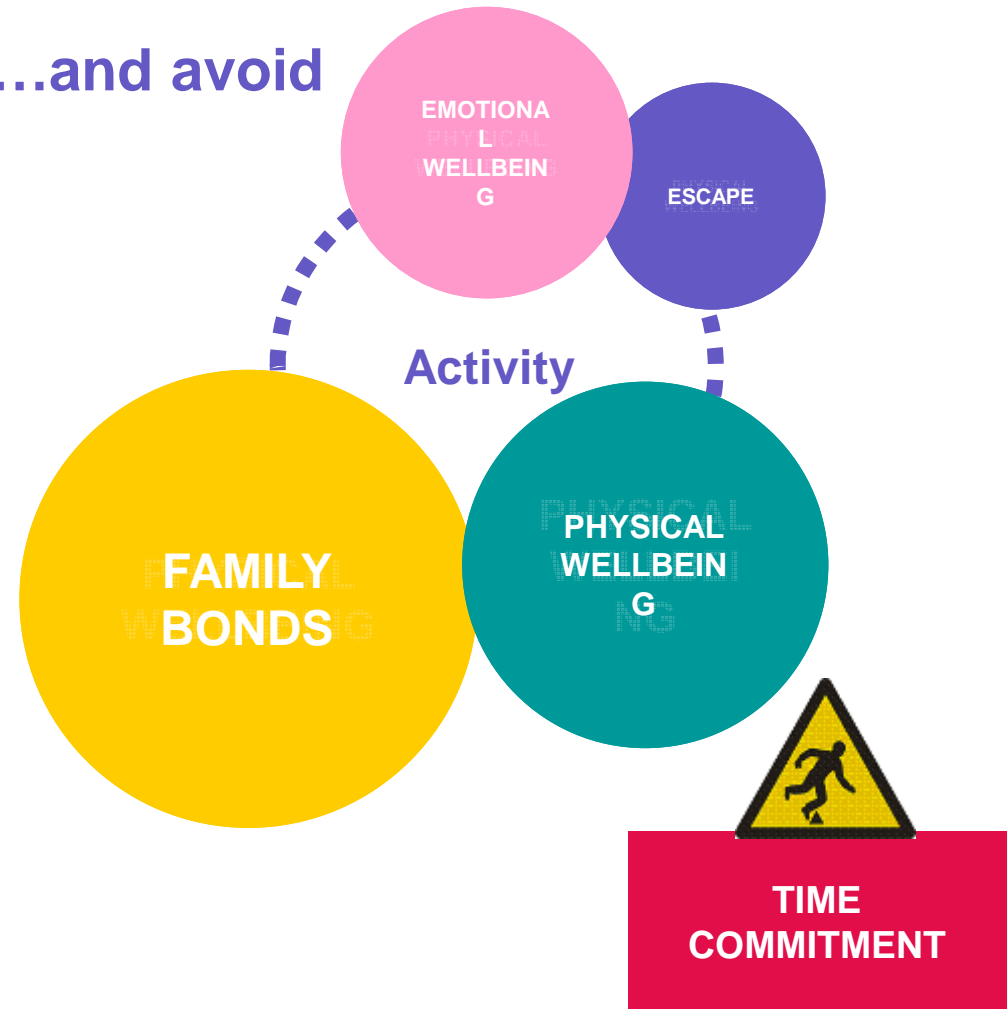 ...and avoid
EMOTIONA
L
WELLBEIN
G
ESCAPE
Activity
FAMILY
BONDS
PHYSICAL
WELLBEIN
G
TIME
COMMITMENT